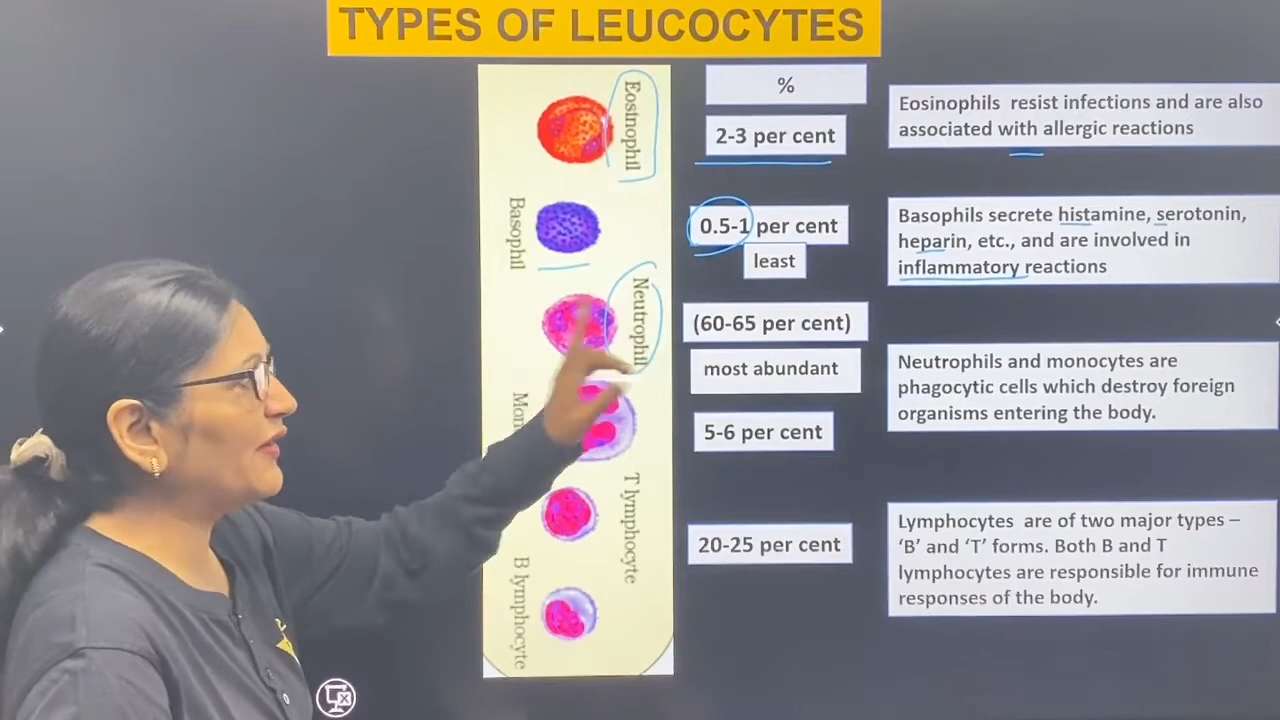 TYPES OF LEUCOCYTES
Eosinophil
%
2-3 per cent
Eosinophils resist infections and are also
associated with allergic reactions
Basophil
0.5-1 per cent
least
Basophils secrete histamine, serotonin,
heparin, etc., and are involved in
inflammatory reactions
Neutrophil
(60-65 per cent)
most abundant
Neutrophils and monocytes are
phagocytic cells which destroy foreign
organisms entering the body.
5-6 per cent
T lymphocyte
20-25 per cent
Lymphocytes are of two major types –
‘B’ and ‘T’ forms. Both B and T
lymphocytes are responsible for immune
responses of the body.
B lymphocyte